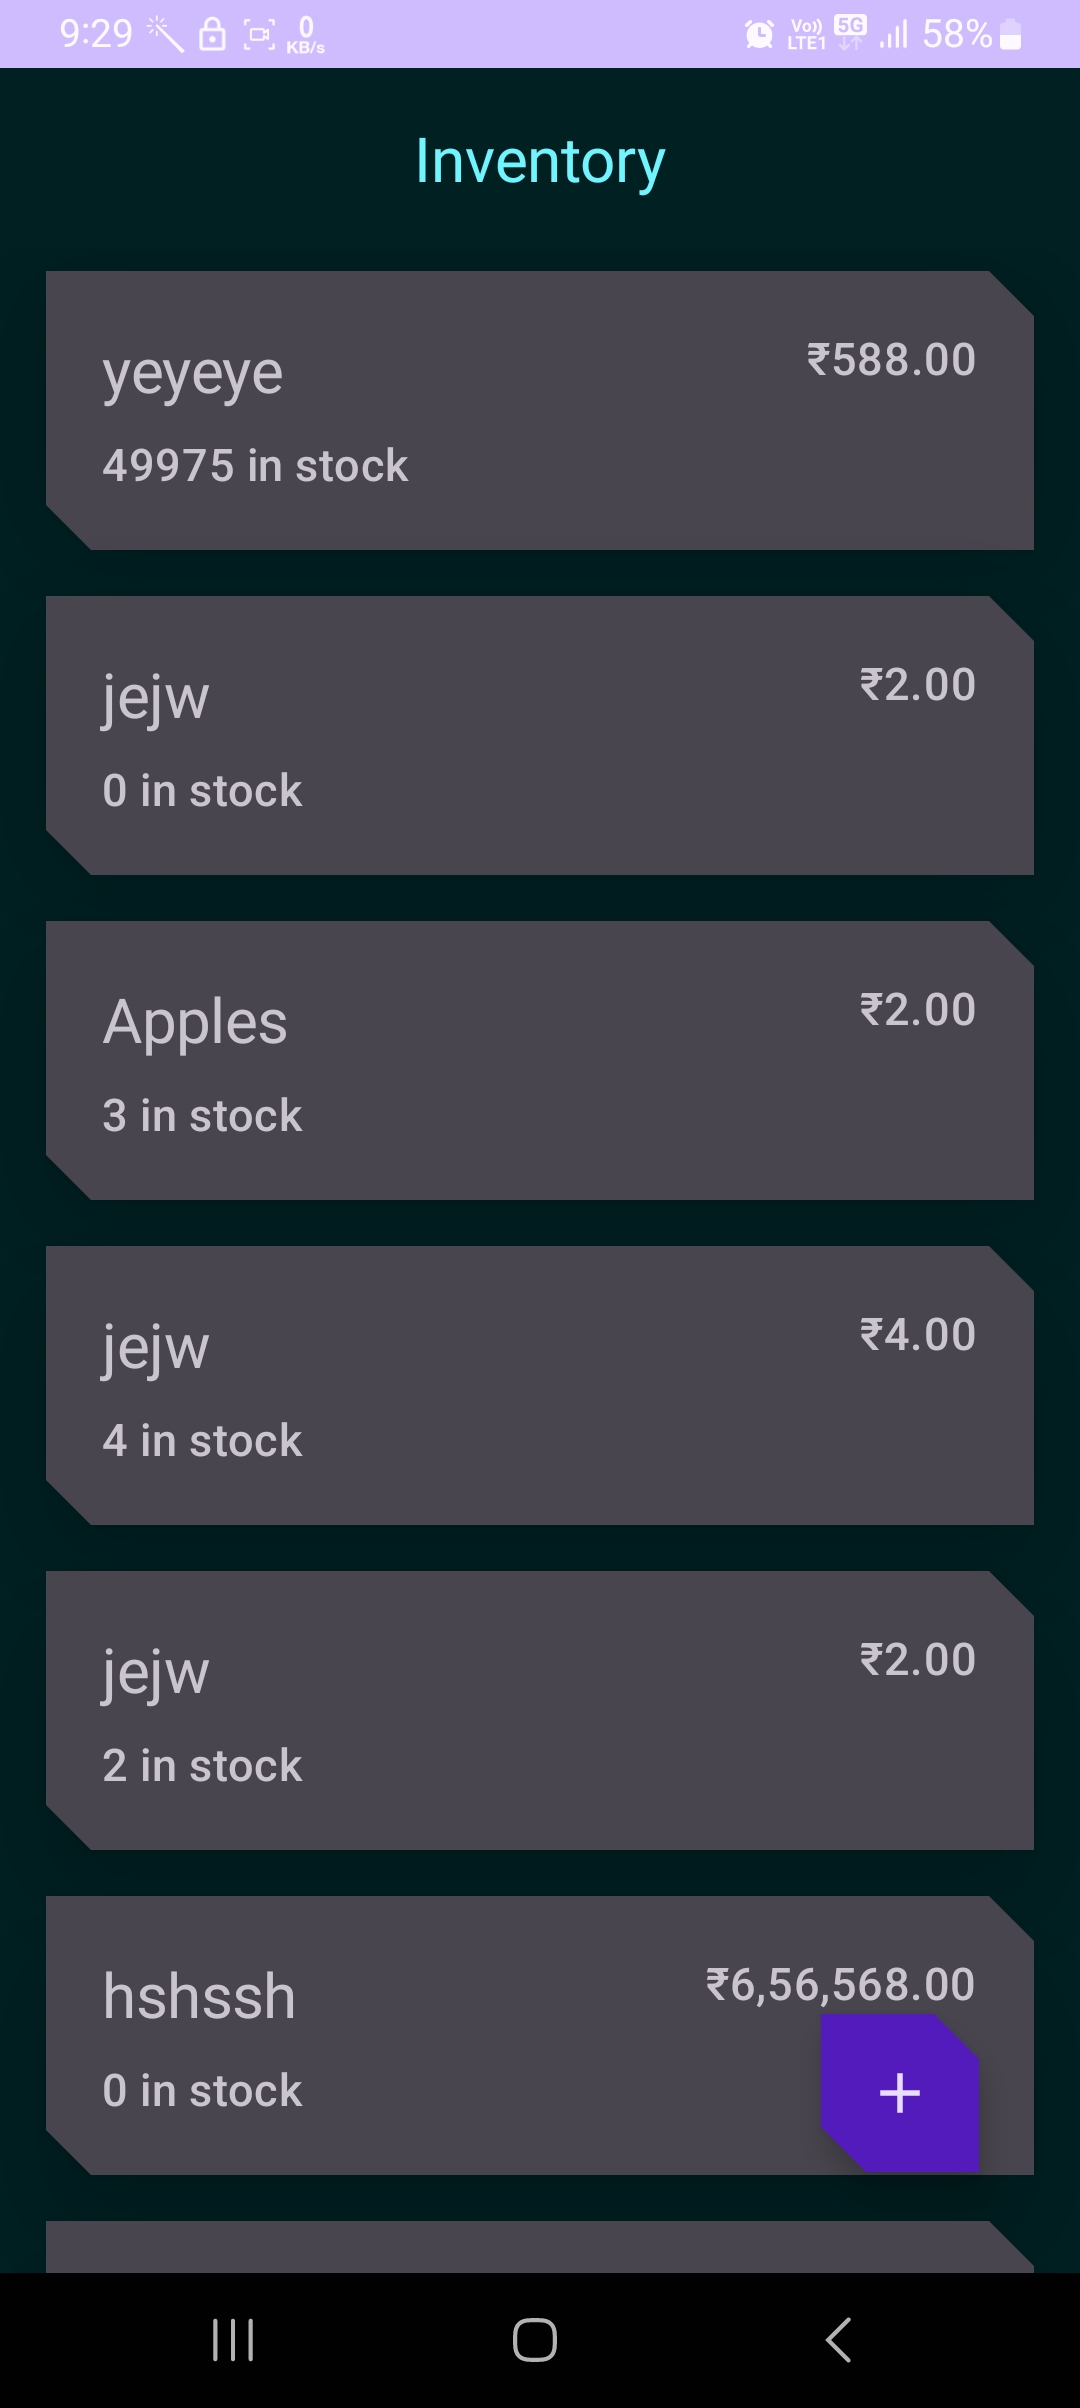 9:29 0 KB/s Vo)) LTE1 5G 58%
Inventory
yeyeye ₹588.00
49975 in stock
jejw ₹2.00
0 in stock
Apples ₹2.00
3 in stock
jejw ₹4.00
4 in stock
jejw ₹2.00
2 in stock
hshssh ₹6,56,568.00
0 in stock